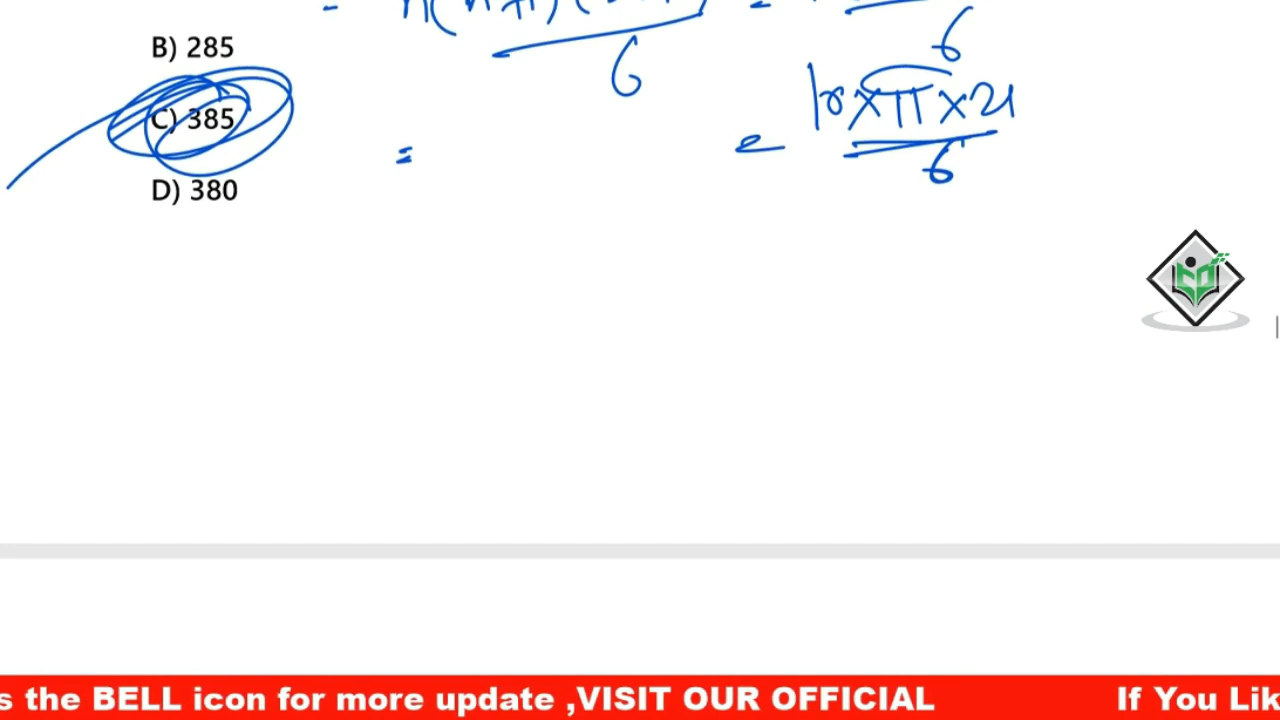 = n(n+1)( =
6 6
B) 285
10 x 11 x 21
C) 385
= = 6
D) 380
s the BELL icon for more update ,VISIT OUR OFFICIAL If You Lik